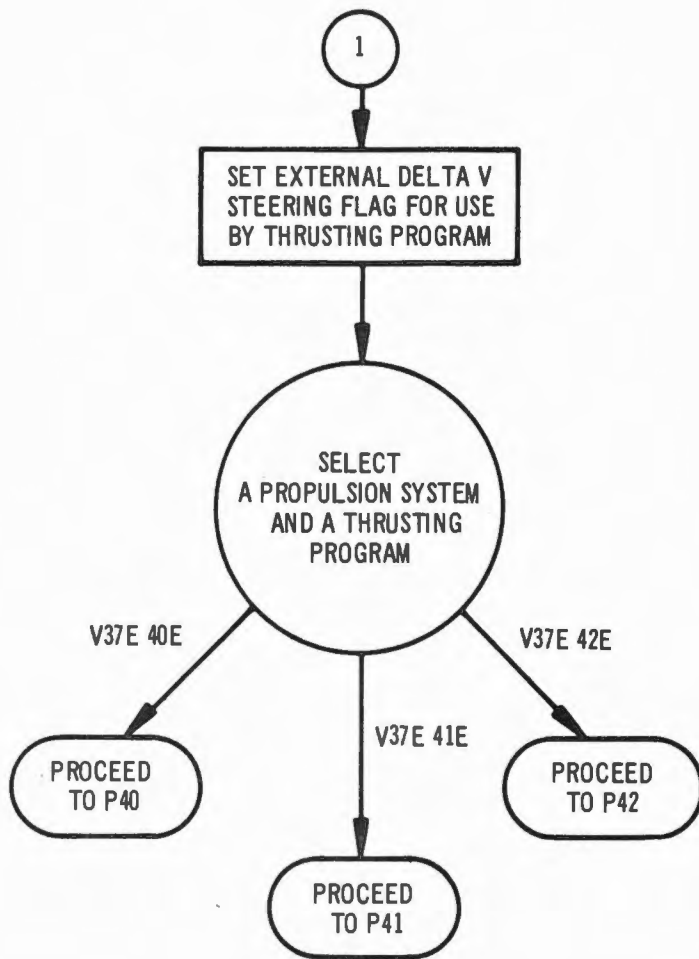 1
SET EXTERNAL DELTA V
STEERING FLAG FOR USE
BY THRUSTING PROGRAM
SELECT
A PROPULSION SYSTEM
AND A THRUSTING
PROGRAM
V37E 40E
V37E 42E
V37E 41E
PROCEED
TO P40
PROCEED
TO P42
PROCEED
TO P41